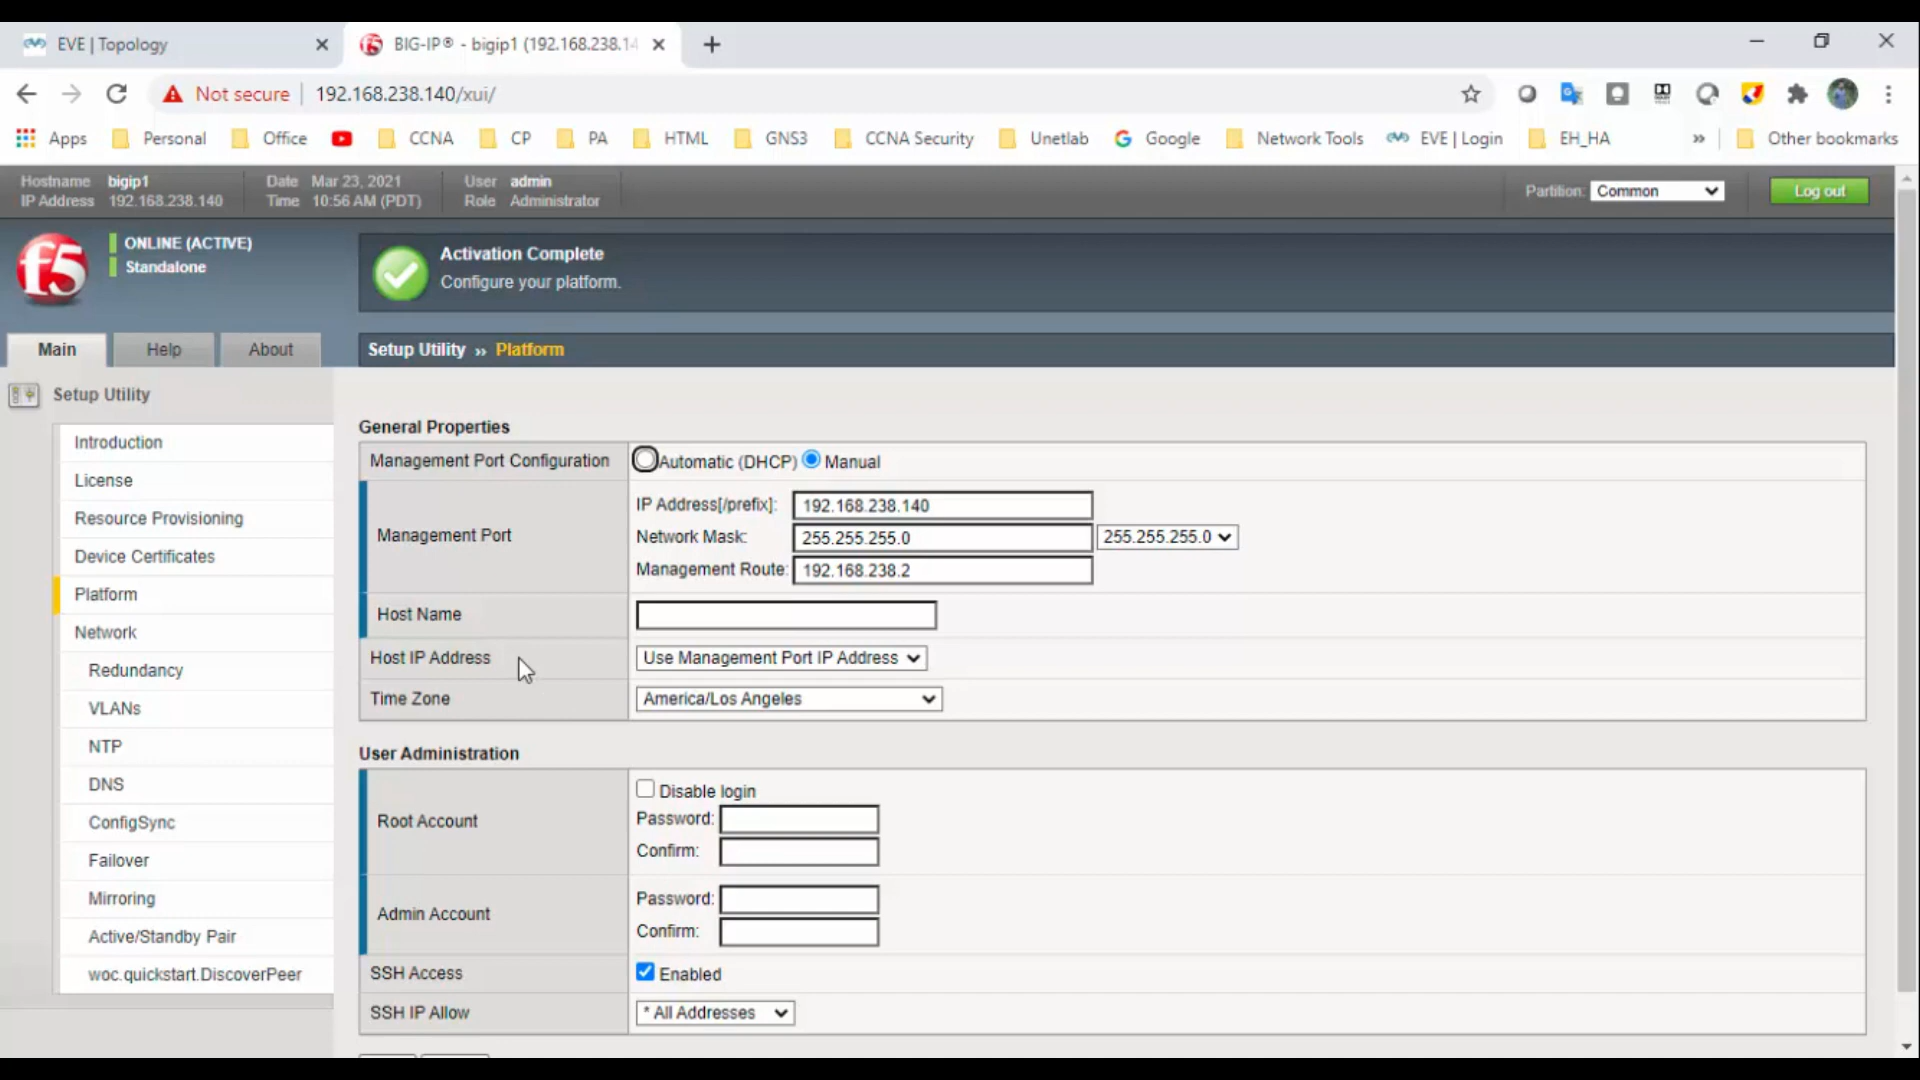 EVE | Topology
BIG-IP® - bigip1 (192.168.238.14
Not secure
192.168.238.140/xui/
Apps
Personal
Office
CCNA
CP
PA
HTML
GNS3
CCNA Security
Unetlab
Google
Network Tools
EVE | Login
EH_HA
»
Other bookmarks
Hostname bigip1
IP Address 192.168.238.140
Date Mar 23, 2021
Time 10:56 AM (PDT)
User admin
Role Administrator
Partition: Common
Log out
f5
ONLINE (ACTIVE)
Standalone
Activation Complete
Configure your platform.
Main
Help
About
Setup Utility » Platform
Setup Utility
Introduction
License
Resource Provisioning
Device Certificates
Platform
Network
Redundancy
VLANs
NTP
DNS
ConfigSync
Failover
Mirroring
Active/Standby Pair
woc.quickstart.DiscoverPeer
General Properties
Management Port Configuration
Automatic (DHCP) Manual
Management Port
IP Address[/prefix]: 192.168.238.140
Network Mask: 255.255.255.0 255.255.255.0
Management Route: 192.168.238.2
Host Name
Host IP Address
Use Management Port IP Address
Time Zone
America/Los Angeles
User Administration
Root Account
Disable login
Password:
Confirm:
Admin Account
Password:
Confirm:
SSH Access
Enabled
SSH IP Allow
* All Addresses